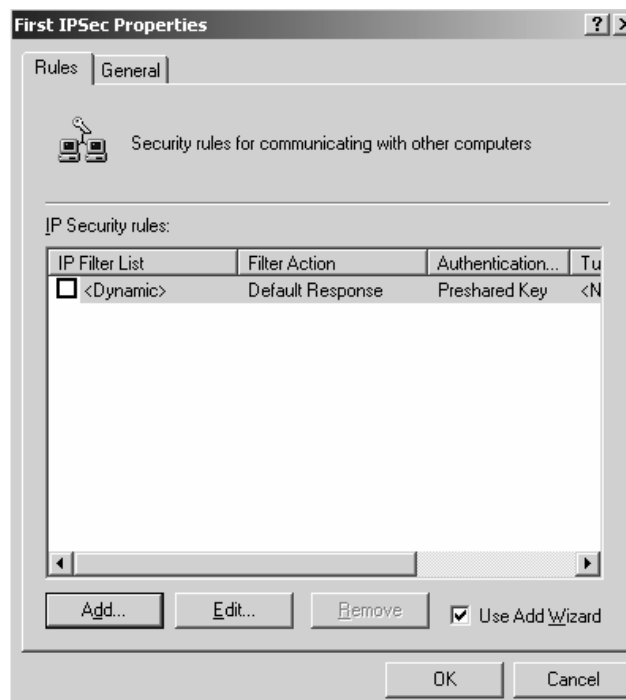 First IPSec Properties ? X
Rules General
Security rules for communicating with other computers
IP Security rules:
IP Filter List Filter Action Authentication... Tu
<Dynamic> Default Response Preshared Key <N
Add... Edit... Remove Use Add Wizard
OK Cancel